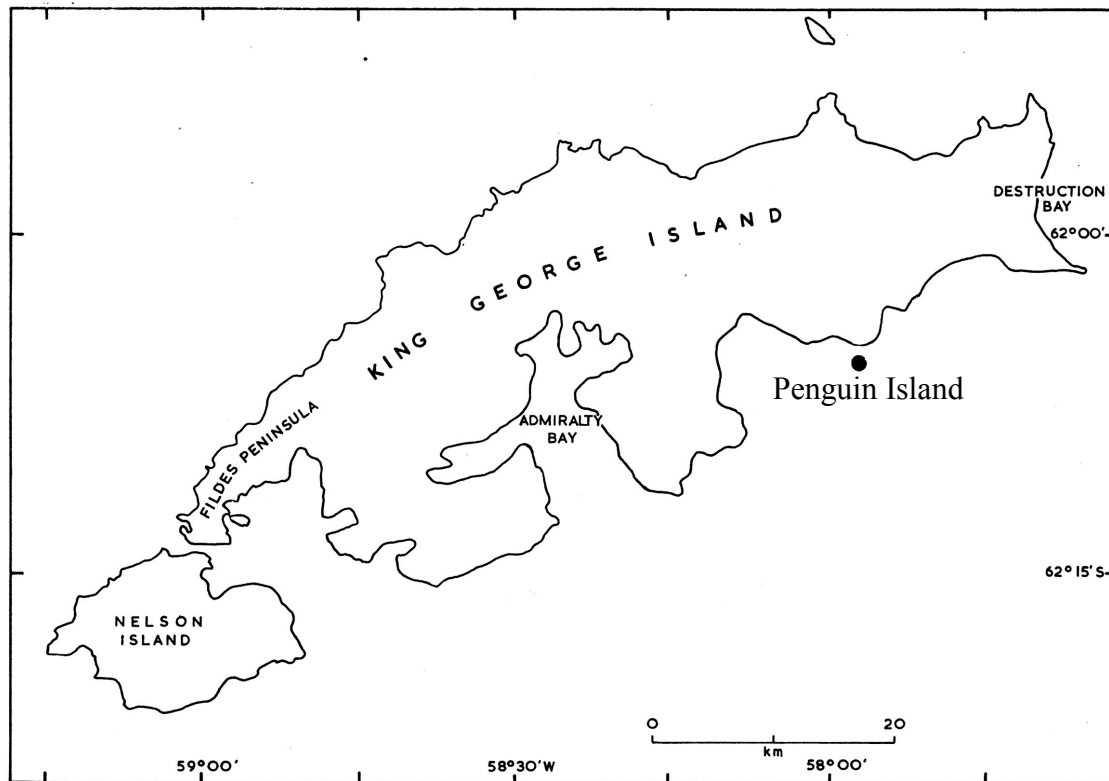 DESTRUCTION
BAY
62°00'
KING GEORGE ISLAND
Penguin Island
ADMIRALTY
BAY
FILDES PENINSULA
62°15'S
NELSON
ISLAND
0 20
km
59°00' 58°30'W 58°00'